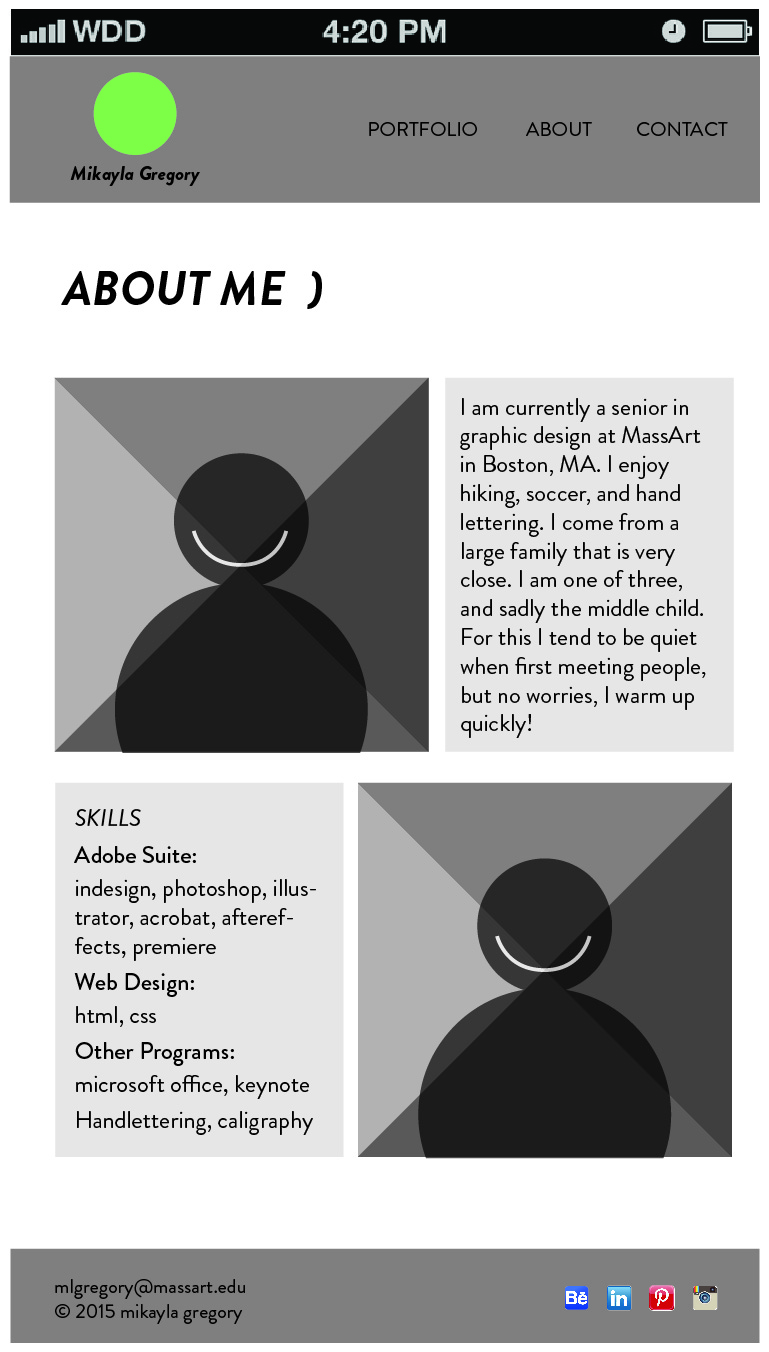 WDD 4:20 PM
PORTFOLIO ABOUT CONTACT
Mikayla Gregory
ABOUT ME )
I am currently a senior in
graphic design at MassArt
in Boston, MA. I enjoy
hiking, soccer, and hand
lettering. I come from a
large family that is very
close. I am one of three,
and sadly the middle child.
For this I tend to be quiet
when first meeting people,
but no worries, I warm up
quickly!
SKILLS
Adobe Suite:
indesign, photoshop, illus-
trator, acrobat, afteref-
fects, premiere
Web Design:
html, css
Other Programs:
microsoft office, keynote
Handlettering, caligraphy
mlgregory@massart.edu
© 2015 mikayla gregory
Bē in